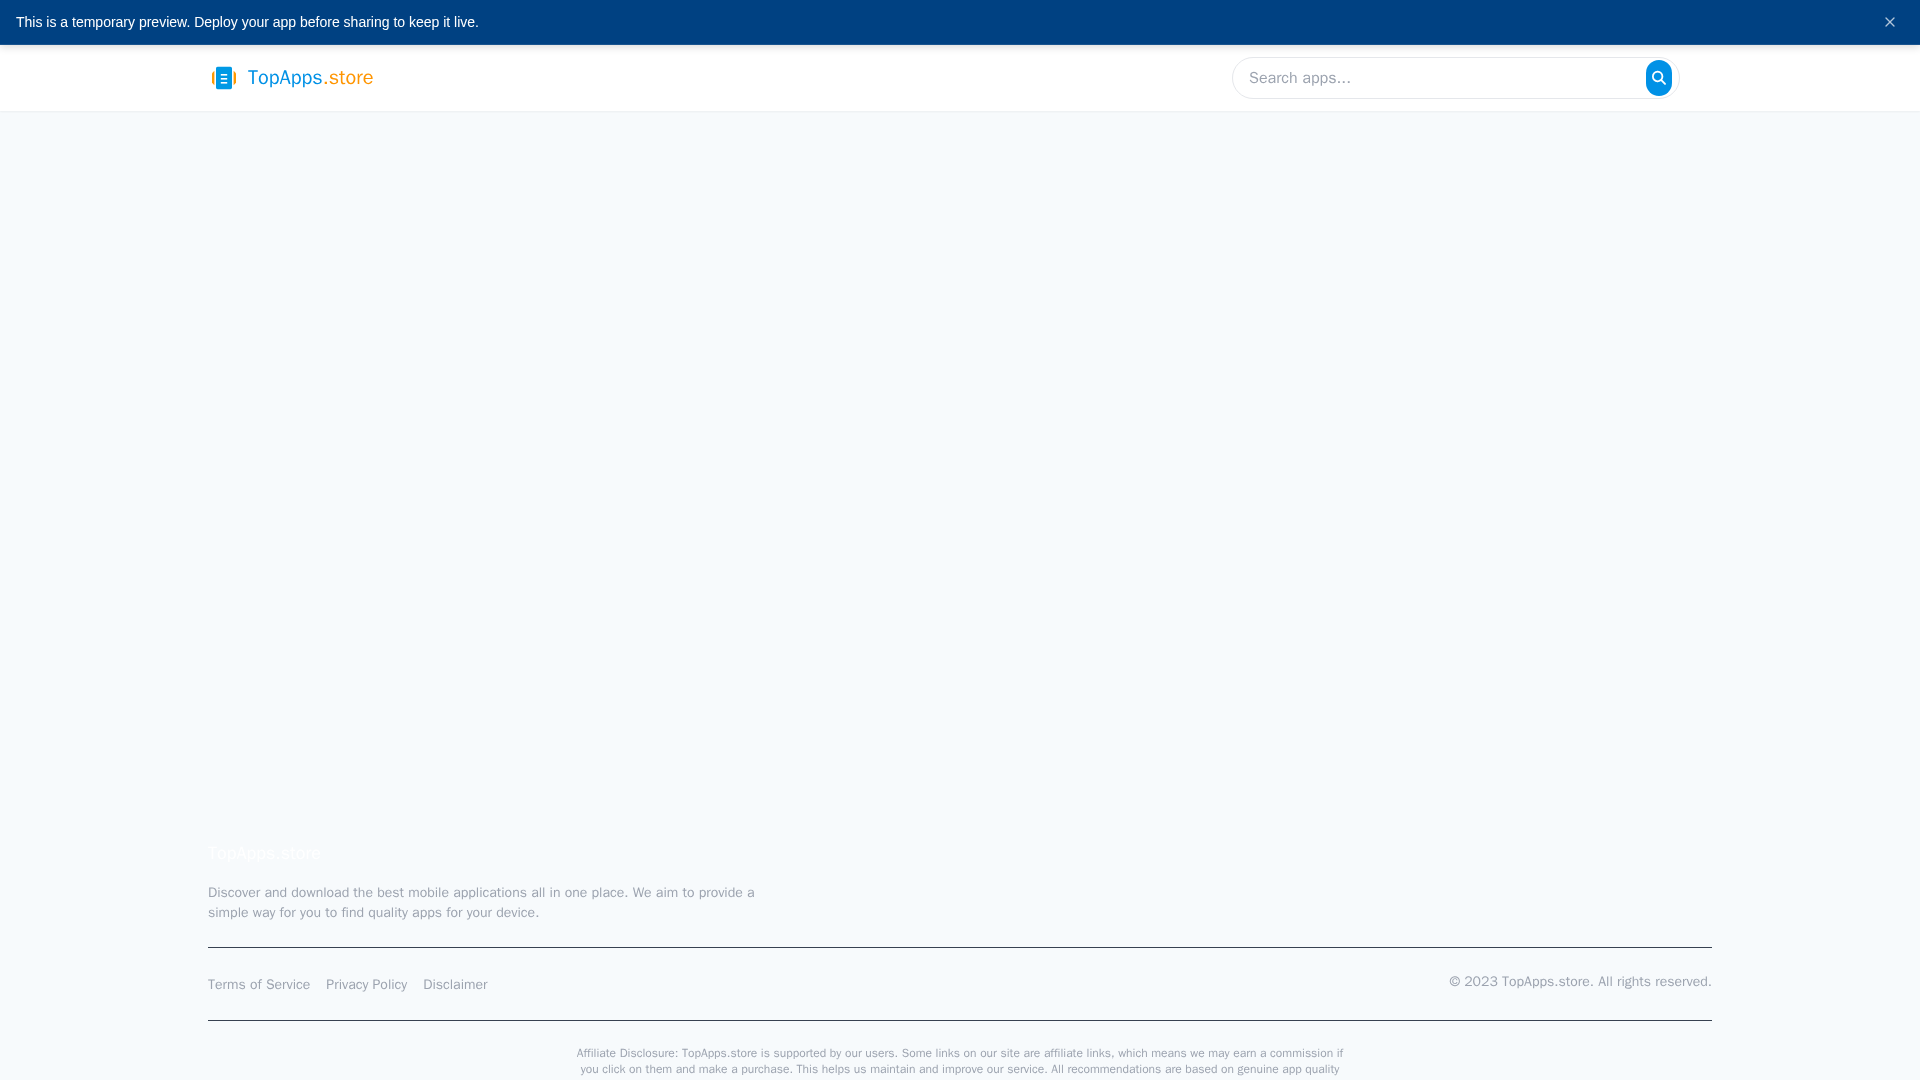 This is a temporary preview. Deploy your app before sharing to keep it live.
TopApps.store
Search apps...
TopApps.store
Discover and download the best mobile applications all in one place. We aim to provide a
simple way for you to find quality apps for your device.
Terms of Service Privacy Policy Disclaimer
© 2023 TopApps.store. All rights reserved.
Affiliate Disclosure: TopApps.store is supported by our users. Some links on our site are affiliate links, which means we may earn a commission if
you click on them and make a purchase. This helps us maintain and improve our service. All recommendations are based on genuine app quality